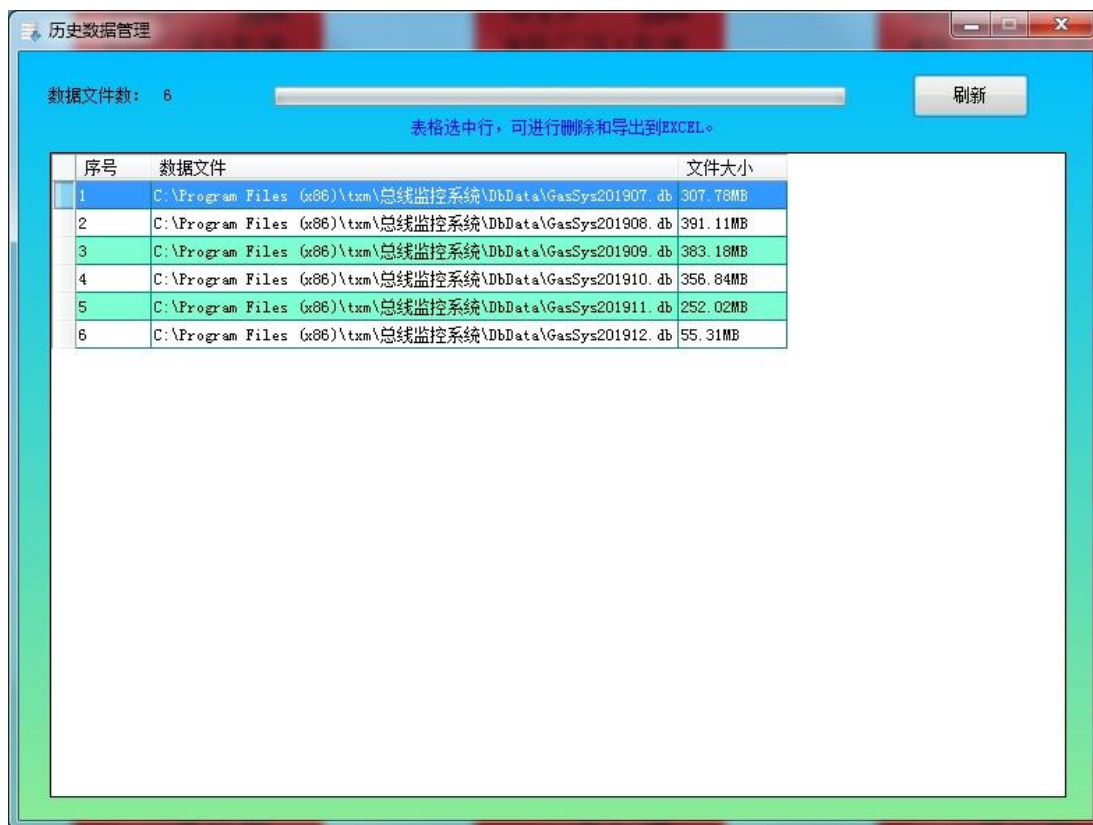 历史数据管理
数据文件数： 6
刷新
表格选中行，可进行删除和导出到EXCEL。
序号 数据文件 文件大小
1 C:\Program Files (x86)\txm\总线监控系统\DbData\GasSys201907.db 307.78MB
2 C:\Program Files (x86)\txm\总线监控系统\DbData\GasSys201908.db 391.11MB
3 C:\Program Files (x86)\txm\总线监控系统\DbData\GasSys201909.db 383.18MB
4 C:\Program Files (x86)\txm\总线监控系统\DbData\GasSys201910.db 356.84MB
5 C:\Program Files (x86)\txm\总线监控系统\DbData\GasSys201911.db 252.02MB
6 C:\Program Files (x86)\txm\总线监控系统\DbData\GasSys201912.db 55.31MB